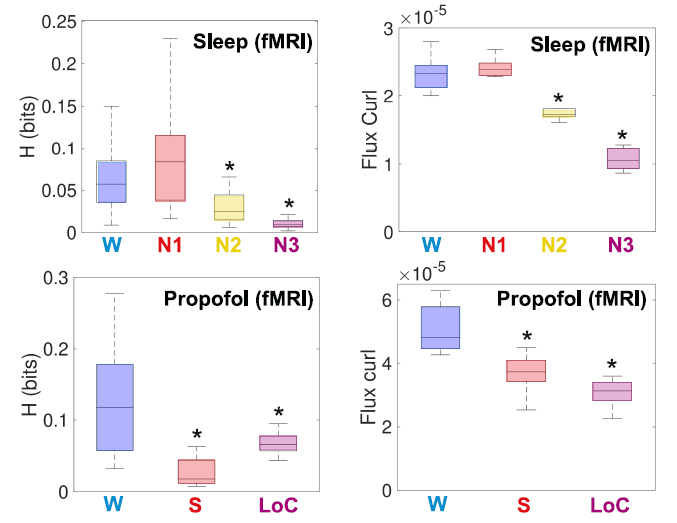 Sleep (fMRI)
H (bits)
0.25
0.2
0.15
0.1
0.05
0
*
*
W N1 N2 N3
×10-5
Sleep (fMRI)
Flux Curl
3
2
1
0
*
*
W N1 N2 N3
Propofol (fMRI)
H (bits)
0.3
0.2
0.1
0
*
*
W S LoC
×10-5
Propofol (fMRI)
Flux curl
6
4
2
0
*
*
W S LoC